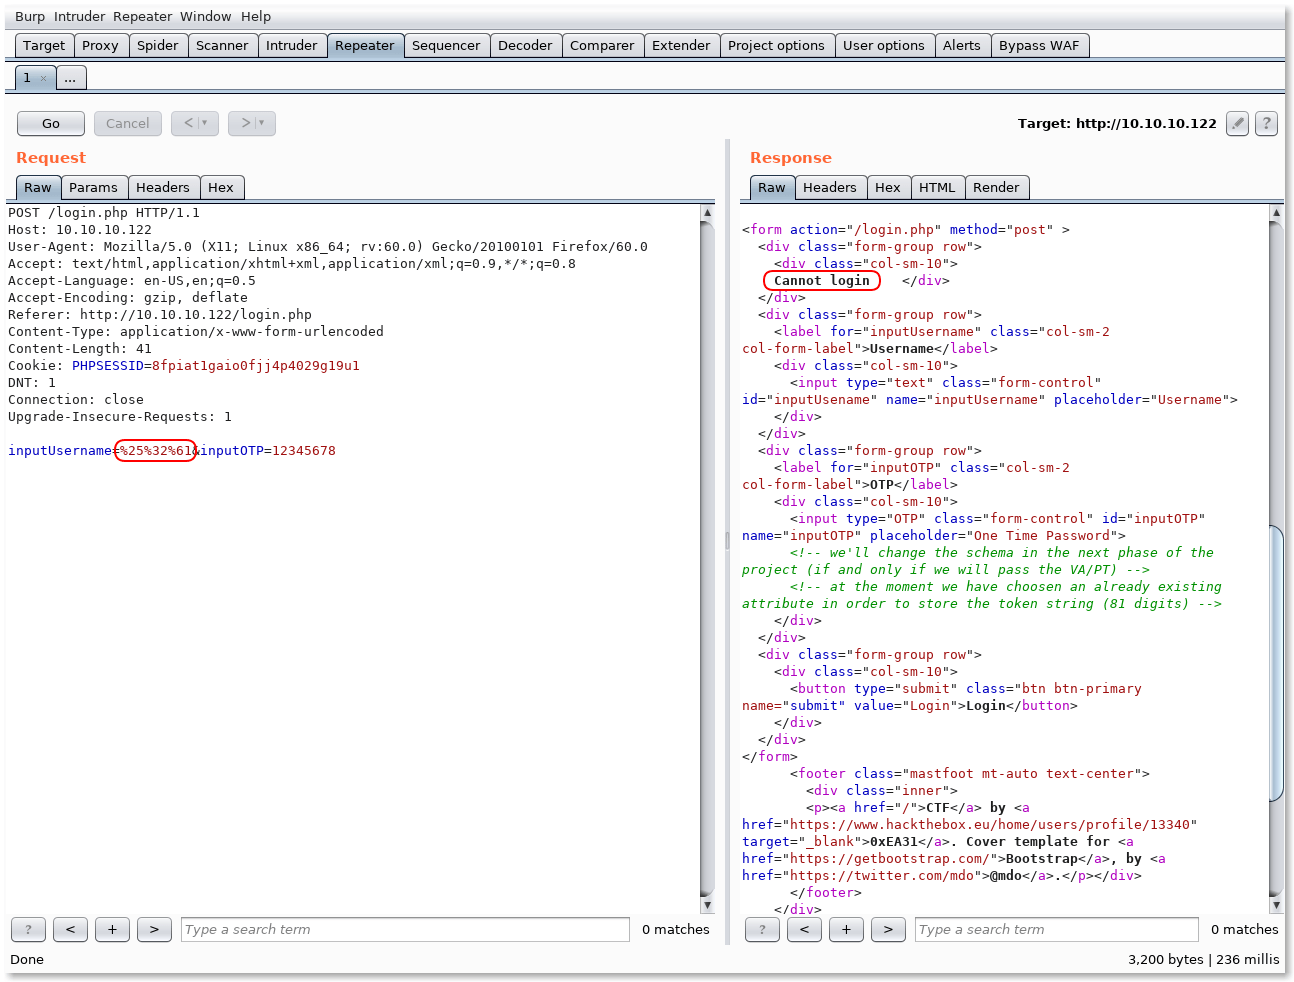 Burp Intruder Repeater Window Help
Target Proxy Spider Scanner Intruder Repeater Sequencer Decoder Comparer Extender Project options User options Alerts Bypass WAF
1 × ...
Go Cancel < > Target: http://10.10.10.122 ?
Request
Raw Params Headers Hex
POST /login.php HTTP/1.1
Host: 10.10.10.122
User-Agent: Mozilla/5.0 (X11; Linux x86_64; rv:60.0) Gecko/20100101 Firefox/60.0
Accept: text/html,application/xhtml+xml,application/xml;q=0.9,*/*;q=0.8
Accept-Language: en-US,en;q=0.5
Accept-Encoding: gzip, deflate
Referer: http://10.10.10.122/login.php
Content-Type: application/x-www-form-urlencoded
Content-Length: 41
Cookie: PHPSESSID=8fpiat1gaio0fjj4p4029g19u1
DNT: 1
Connection: close
Upgrade-Insecure-Requests: 1
inputUsername=%25%32%61&inputOTP=12345678
? < + > Type a search term 0 matches
Response
Raw Headers Hex HTML Render
<form action="/login.php" method="post" >
<div class="form-group row">
<div class="col-sm-10">
Cannot login </div>
</div>
<div class="form-group row">
<label for="inputUsername" class="col-sm-2
col-form-label">Username</label>
<div class="col-sm-10">
<input type="text" class="form-control"
id="inputUsename" name="inputUsername" placeholder="Username">
</div>
</div>
<div class="form-group row">
<label for="inputOTP" class="col-sm-2
col-form-label">OTP</label>
<div class="col-sm-10">
<input type="OTP" class="form-control" id="inputOTP"
name="inputOTP" placeholder="One Time Password">
<!-- we'll change the schema in the next phase of the
project (if and only if we will pass the VA/PT) -->
<!-- at the moment we have choosen an already existing
attribute in order to store the token string (81 digits) -->
</div>
</div>
<div class="form-group row">
<div class="col-sm-10">
<button type="submit" class="btn btn-primary
name="submit" value="Login">Login</button>
</div>
</div>
</form>
<footer class="mastfoot mt-auto text-center">
<div class="inner">
<p><a href="/">CTF</a> by <a
href="https://www.hackthebox.eu/home/users/profile/13340"
target="_blank">0xEA31</a>. Cover template for <a
href="https://getbootstrap.com/">Bootstrap</a>, by <a
href="https://twitter.com/mdo">@mdo</a>.</p></div>
</footer>
</div>
? < + > Type a search term 0 matches
Done 3,200 bytes | 236 millis